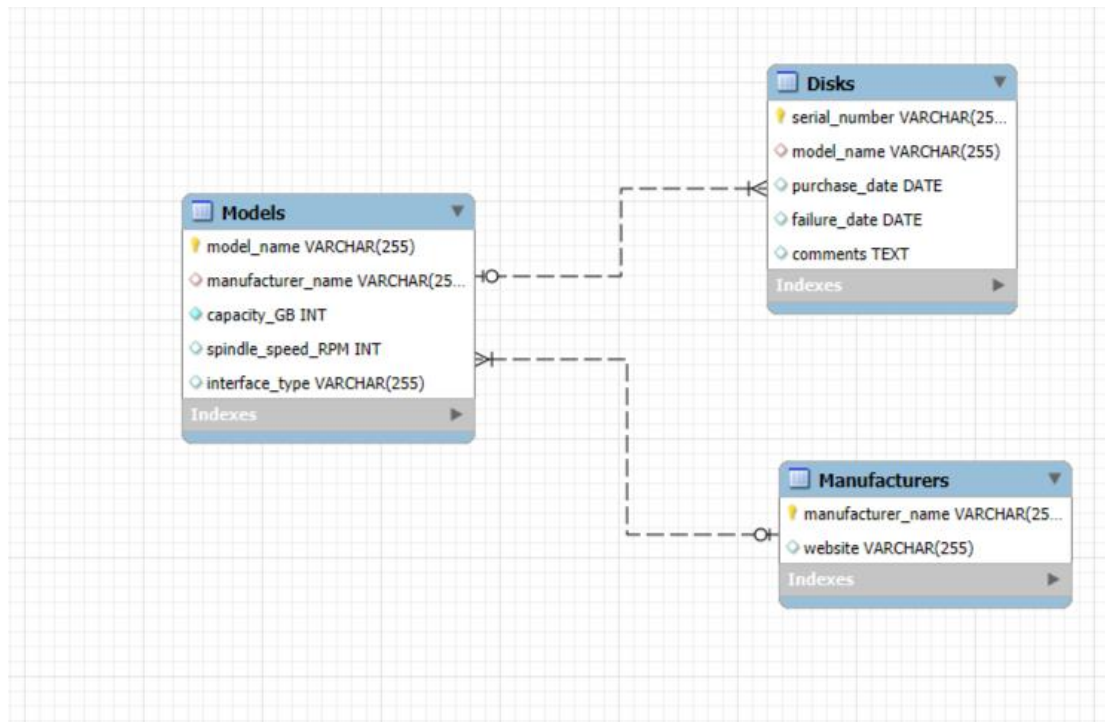 Disks
serial_number VARCHAR(25...
model_name VARCHAR(255)
purchase_date DATE
failure_date DATE
comments TEXT
Indexes
Models
model_name VARCHAR(255)
manufacturer_name VARCHAR(25...
capacity_GB INT
spindle_speed_RPM INT
interface_type VARCHAR(255)
Indexes
Manufacturers
manufacturer_name VARCHAR(25...
website VARCHAR(255)
Indexes